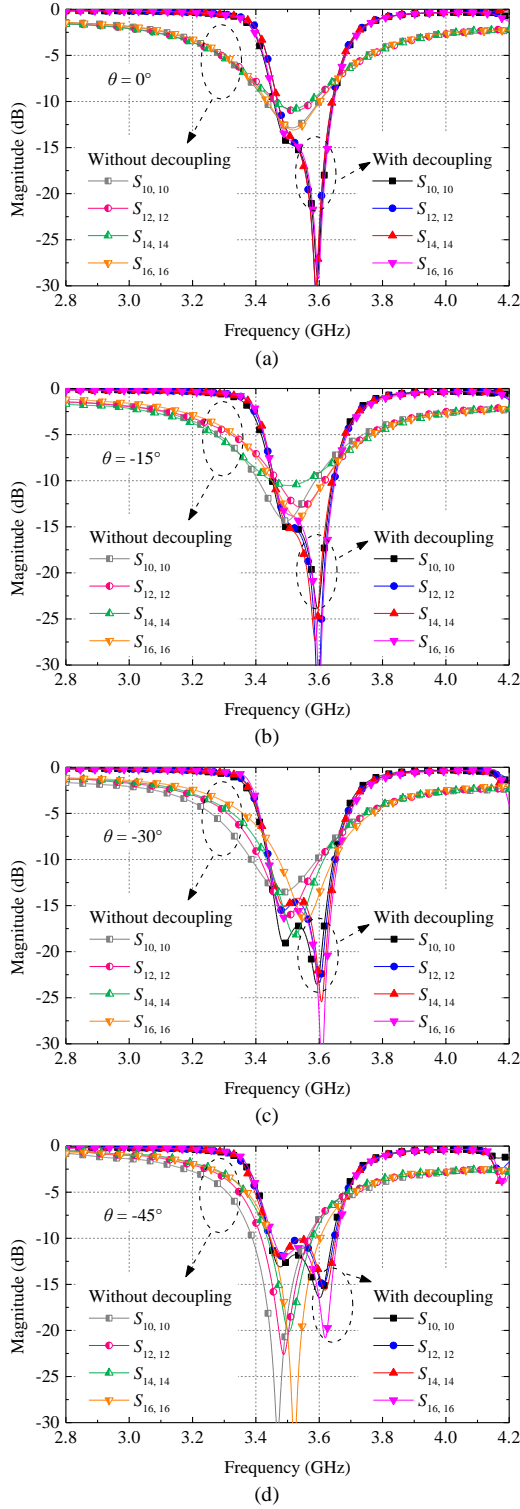 0
-5
-10
-15
-20
-25
-30
Magnitude (dB)
θ = 0°
Without decoupling
S10, 10
S12, 12
S14, 14
S16, 16
With decoupling
S10, 10
S12, 12
S14, 14
S16, 16
2.8 3.0 3.2 3.4 3.6 3.8 4.0 4.2
Frequency (GHz)
(a)
0
-5
-10
-15
-20
-25
-30
Magnitude (dB)
θ = -15°
Without decoupling
S10, 10
S12, 12
S14, 14
S16, 16
With decoupling
S10, 10
S12, 12
S14, 14
S16, 16
2.8 3.0 3.2 3.4 3.6 3.8 4.0 4.2
Frequency (GHz)
(b)
0
-5
-10
-15
-20
-25
-30
Magnitude (dB)
θ = -30°
Without decoupling
S10, 10
S12, 12
S14, 14
S16, 16
With decoupling
S10, 10
S12, 12
S14, 14
S16, 16
2.8 3.0 3.2 3.4 3.6 3.8 4.0 4.2
Frequency (GHz)
(c)
0
-5
-10
-15
-20
-25
-30
Magnitude (dB)
θ = -45°
Without decoupling
S10, 10
S12, 12
S14, 14
S16, 16
With decoupling
S10, 10
S12, 12
S14, 14
S16, 16
2.8 3.0 3.2 3.4 3.6 3.8 4.0 4.2
Frequency (GHz)
(d)